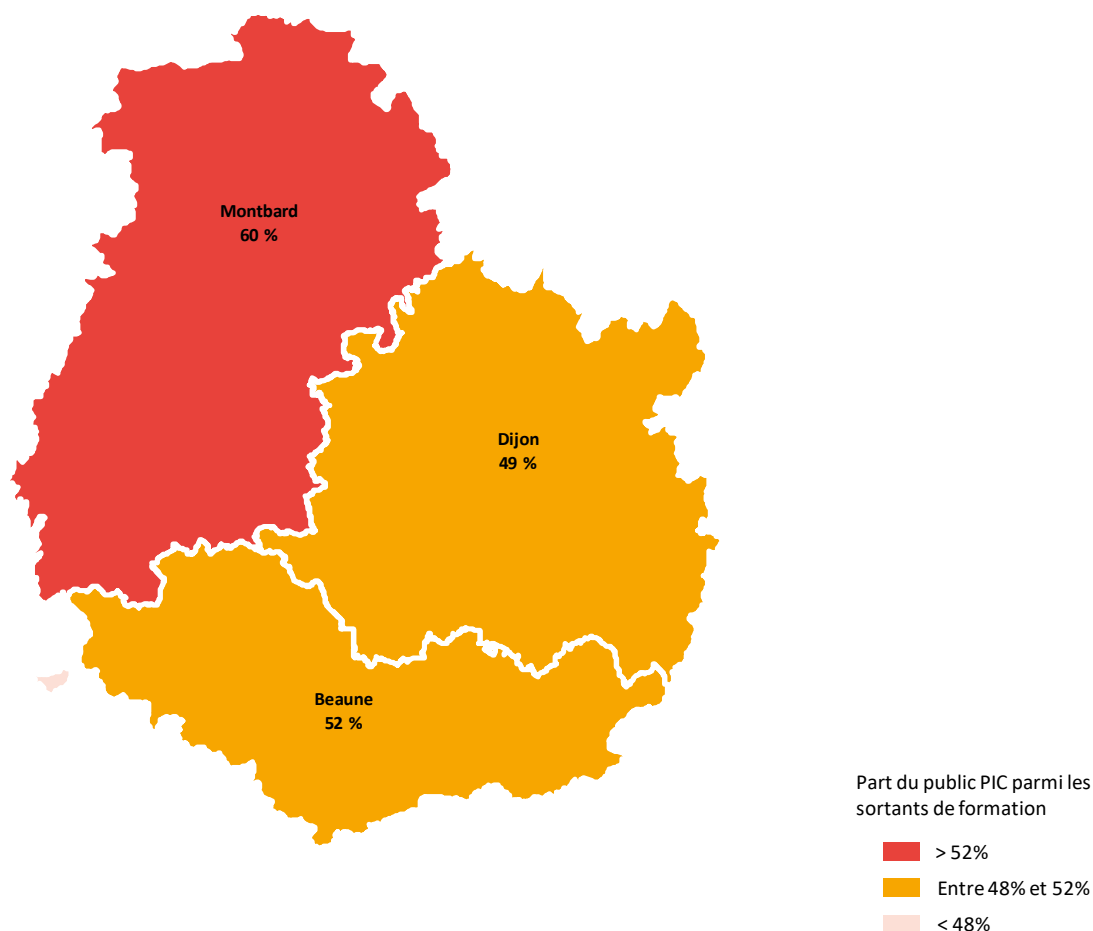 Montbard
60 %
Dijon
49 %
Beaune
52 %
Part du public PIC parmi les
sortants de formation
> 52%
Entre 48% et 52%
< 48%